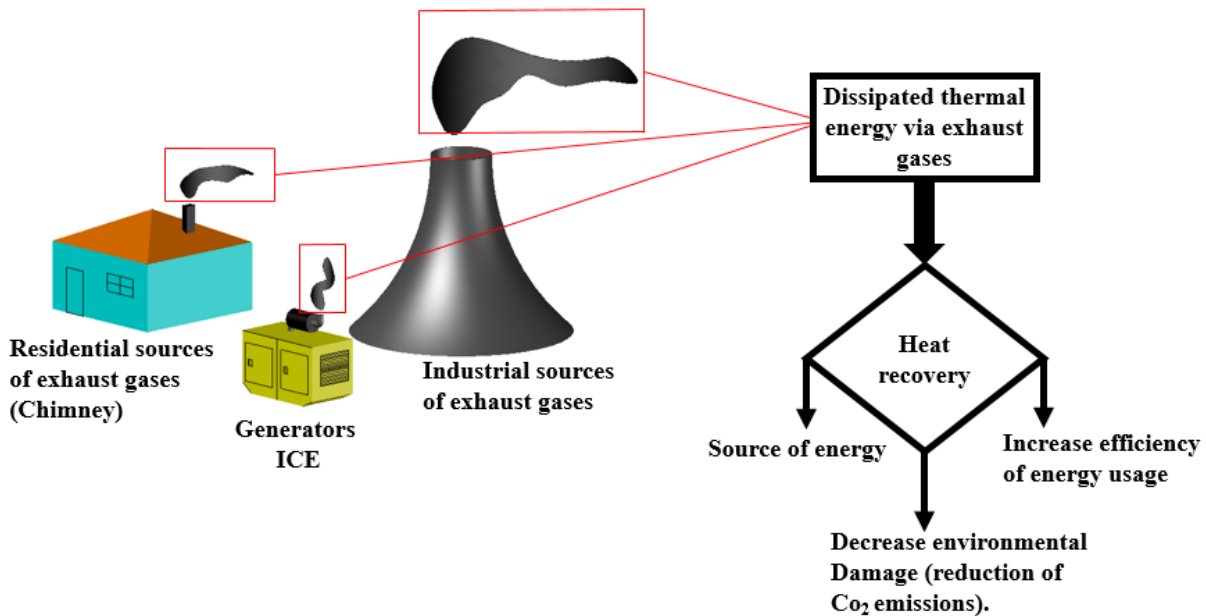 Residential sources
of exhaust gases
(Chimney)
Generators
ICE
Industrial sources
of exhaust gases
Dissipated thermal
energy via exhaust
gases
Heat
recovery
Source of energy
Increase efficiency
of energy usage
Decrease environmental
Damage (reduction of
Co₂ emissions).